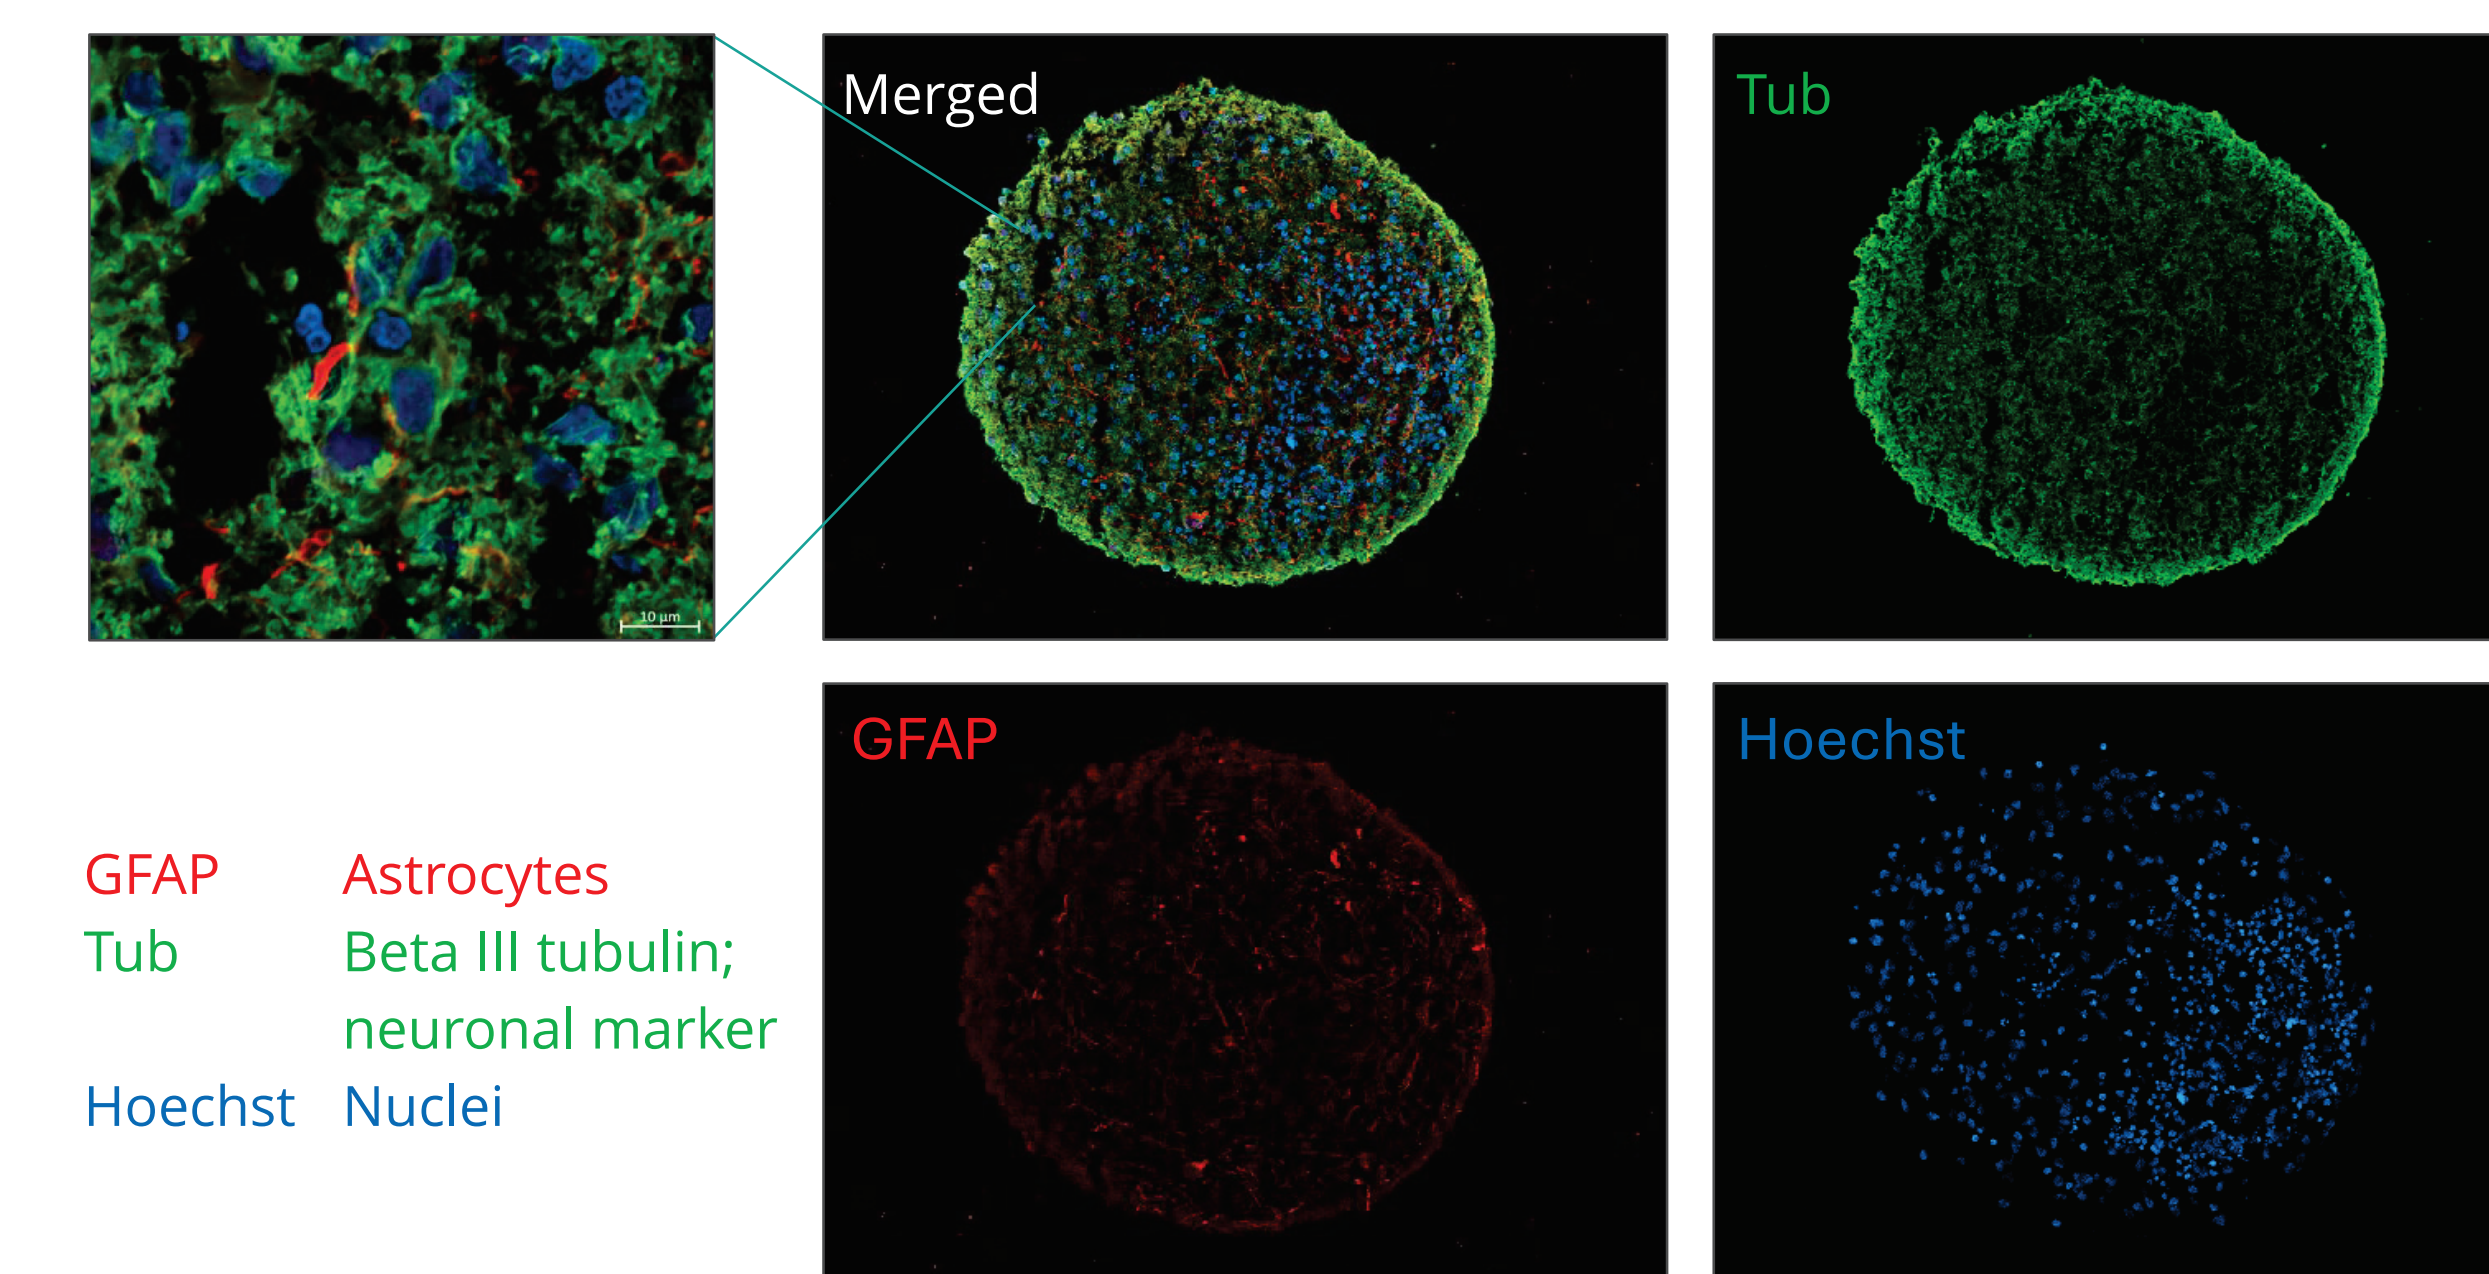 Merged
Tub
10 µm
GFAP
Hoechst
GFAP Astrocytes
Tub Beta III tubulin;
neuronal marker
Hoechst Nuclei